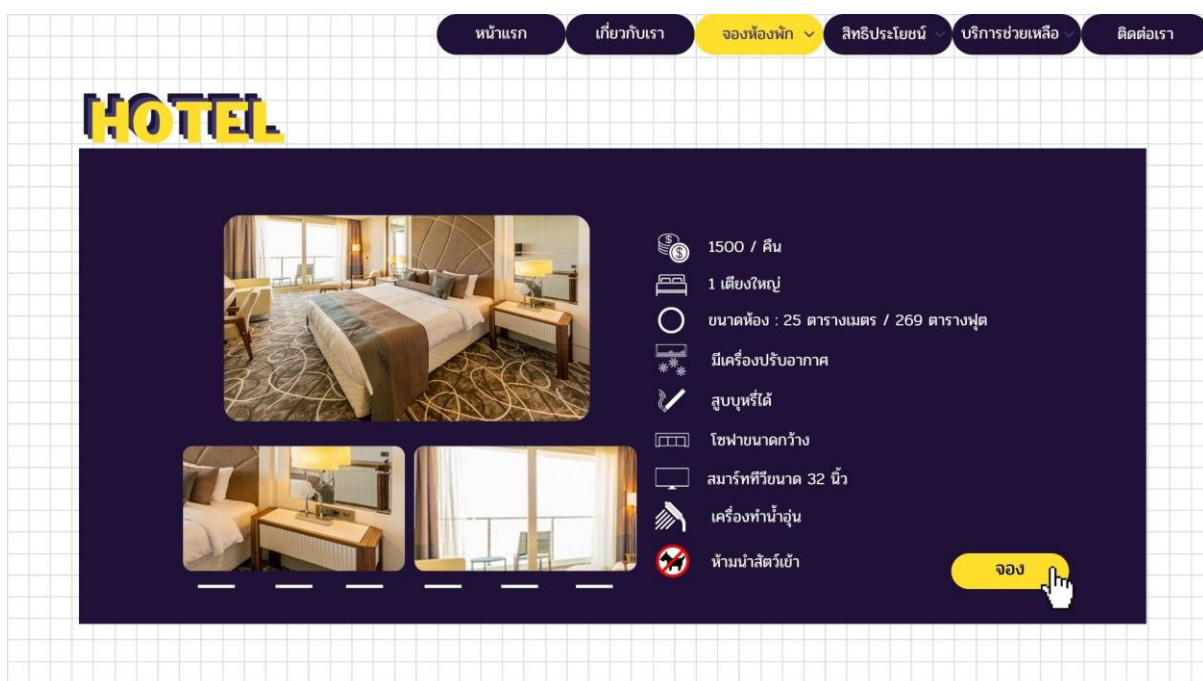 หน้าแรก
เกี่ยวกับเรา
จองห้องพัก
สิทธิประโยชน์
บริการช่วยเหลือ
ติดต่อเรา
HOTEL
1500 / คืน
1 เตียงใหญ่
ขนาดห้อง : 25 ตารางเมตร / 269 ตารางฟุต
มีเครื่องปรับอากาศ
สูบบุหรี่ได้
โซฟาขนาดกว้าง
สมาร์ททีวีขนาด 32 นิ้ว
เครื่องทำน้ำอุ่น
ห้ามนำสัตว์เข้า
จอง